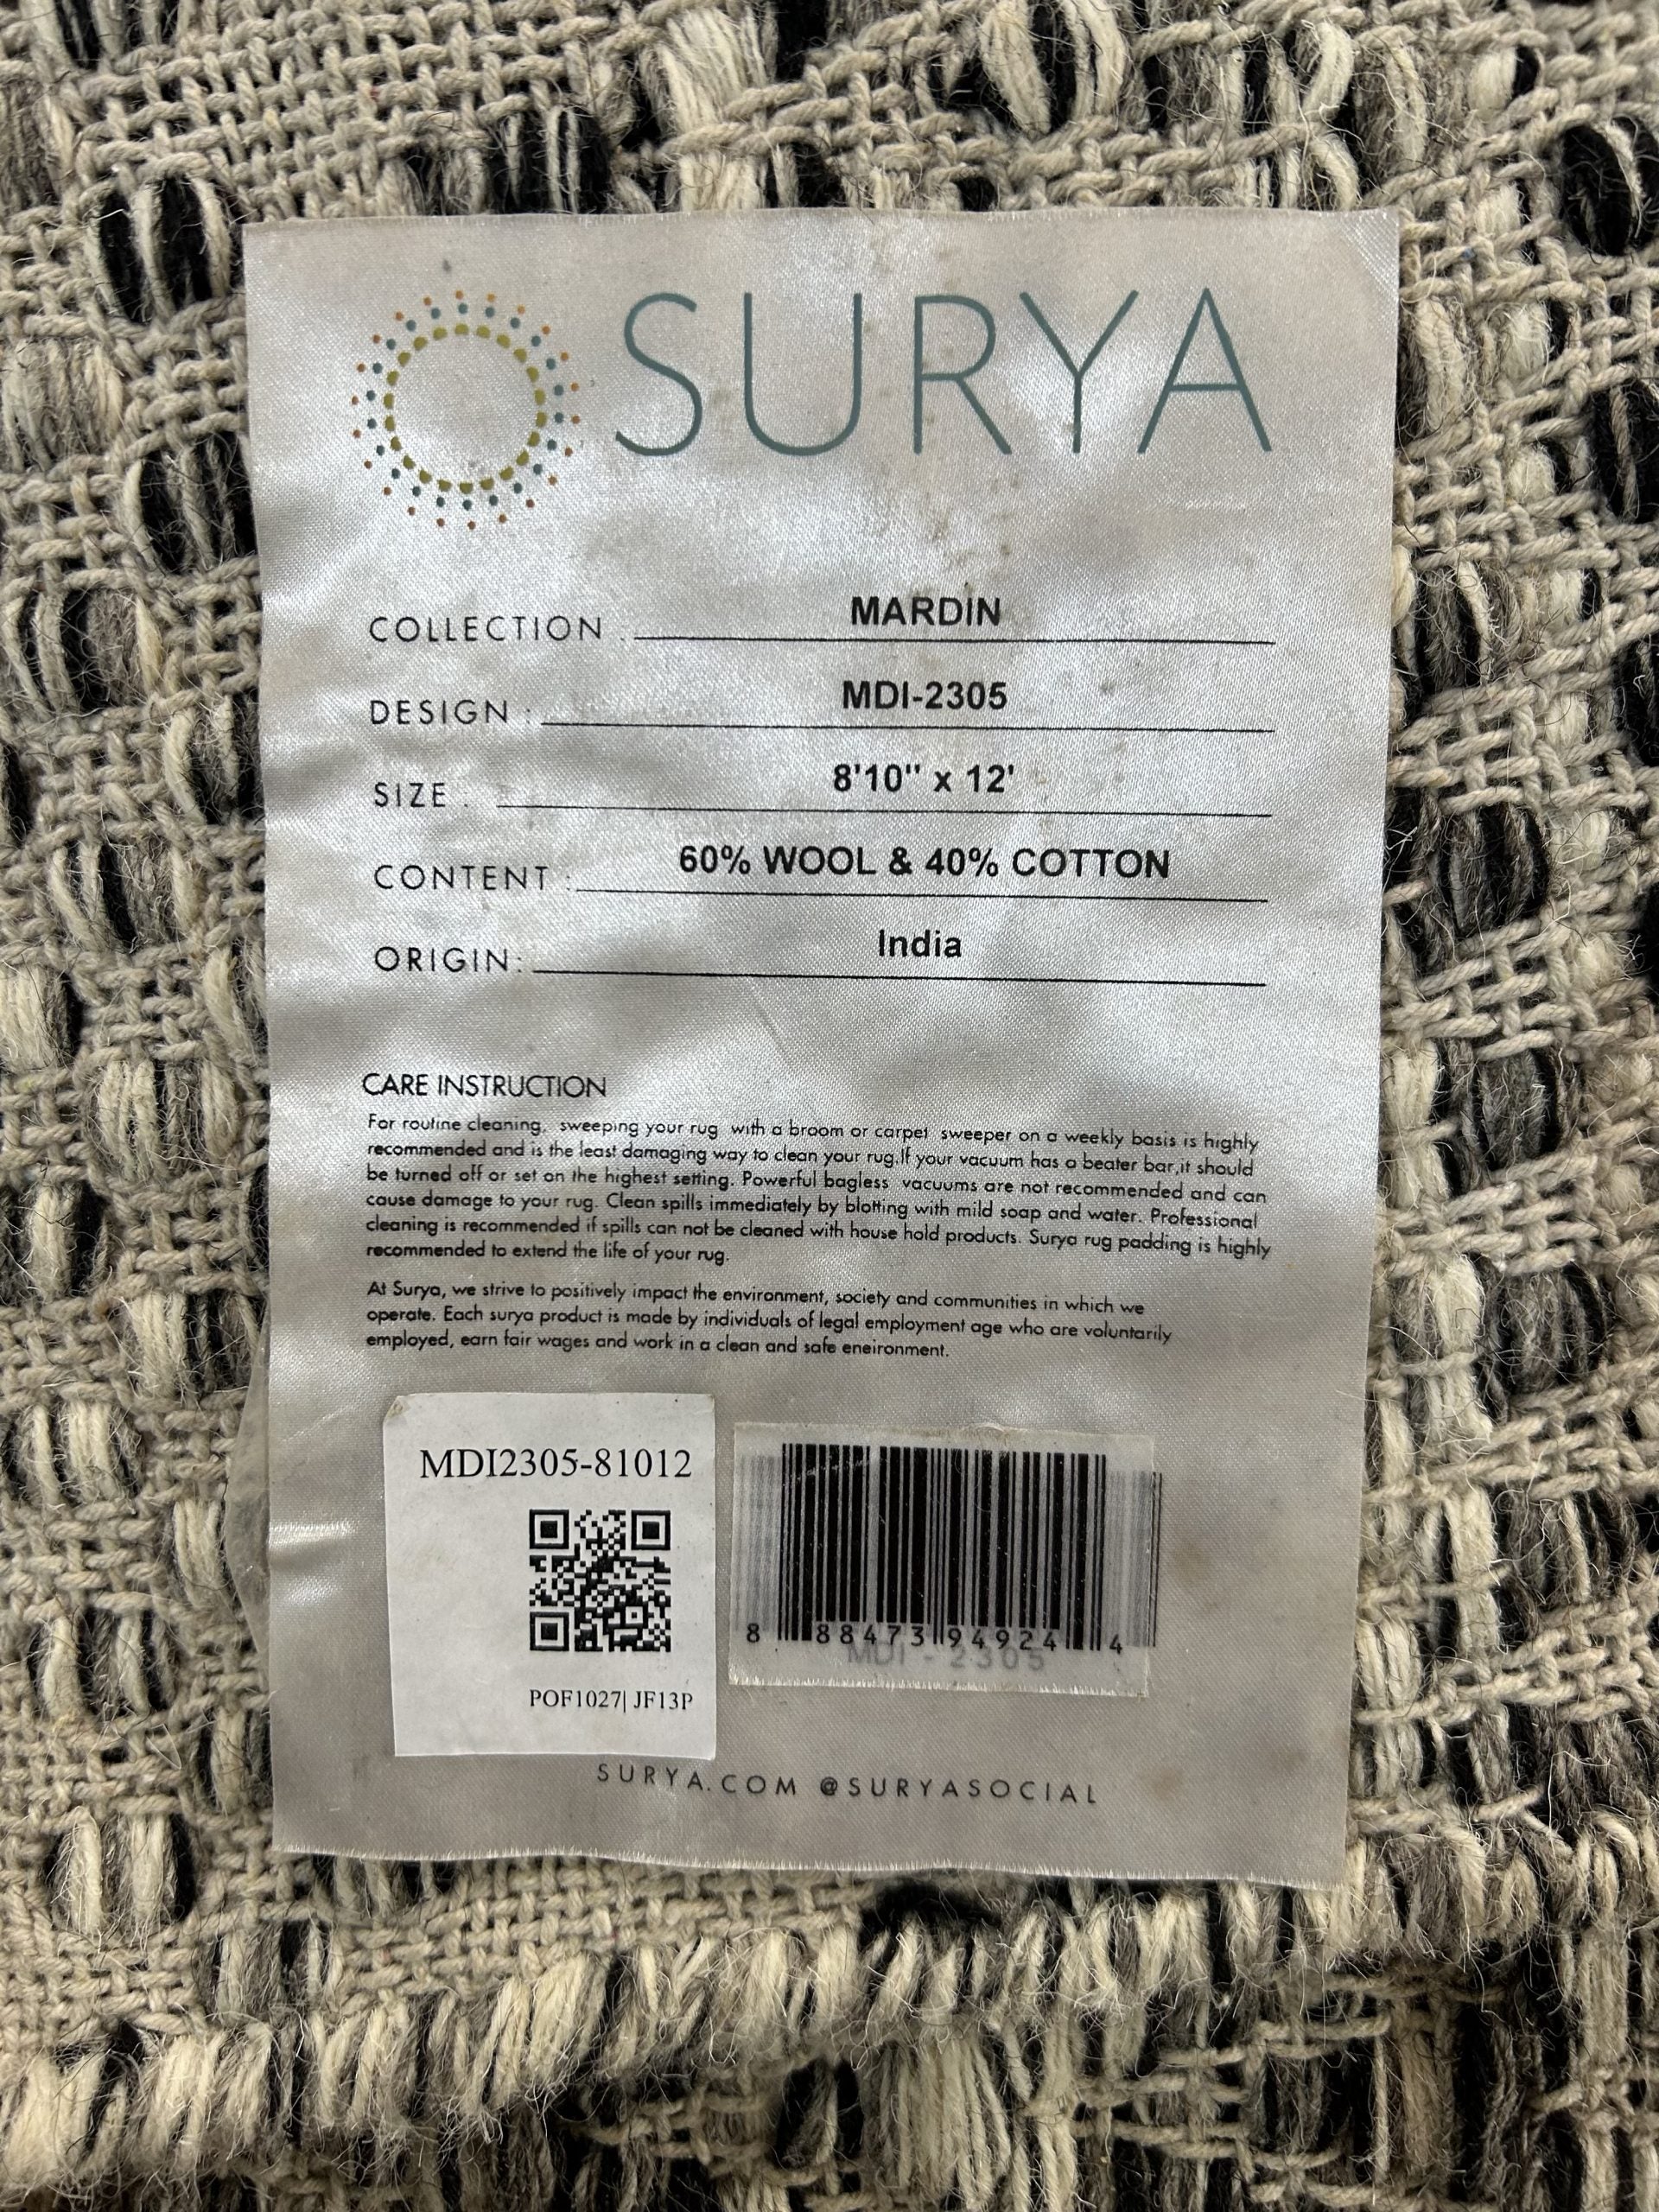 SURYA
COLLECTION : MARDIN
DESIGN : MDI-2305
SIZE : 8'10" x 12'
CONTENT : 60% WOOL & 40% COTTON
ORIGIN: India
CARE INSTRUCTION
For routine cleaning, sweeping your rug with a broom or carpet sweeper on a weekly basis is highly
recommended and is the least damaging way to clean your rug.If your vacuum has a beater bar,it should
be turned off or set on the highest setting. Powerful bagless vacuums are not recommended and can
cause damage to your rug. Clean spills immediately by blotting with mild soap and water. Professional
cleaning is recommended if spills can not be cleaned with house hold products. Surya rug padding is highly
recommended to extend the life of your rug.
At Surya, we strive to positively impact the environment, society and communities in which we
operate. Each surya product is made by individuals of legal employment age who are voluntarily
employed, earn fair wages and work in a clean and safe eneironment.
MDI2305-81012
POF1027| JF13P
8 88473 94924 4
MDI - 2305
SURYA.COM @SURYASOCIAL